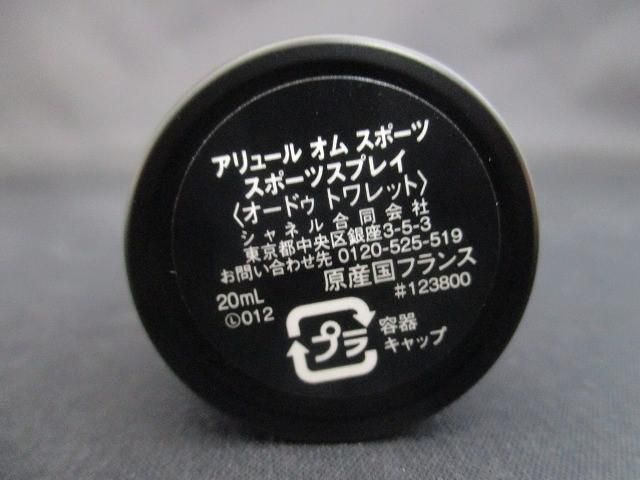 アリュール オム スポーツ
スポーツスプレイ
〈オードゥ トワレット〉
シャネル合同会社
東京都中央区銀座3-5-3
お問い合わせ先 0120-525-519
原産国フランス
20mL
#123800
Ⓛ012
プラ
容器
キャップ